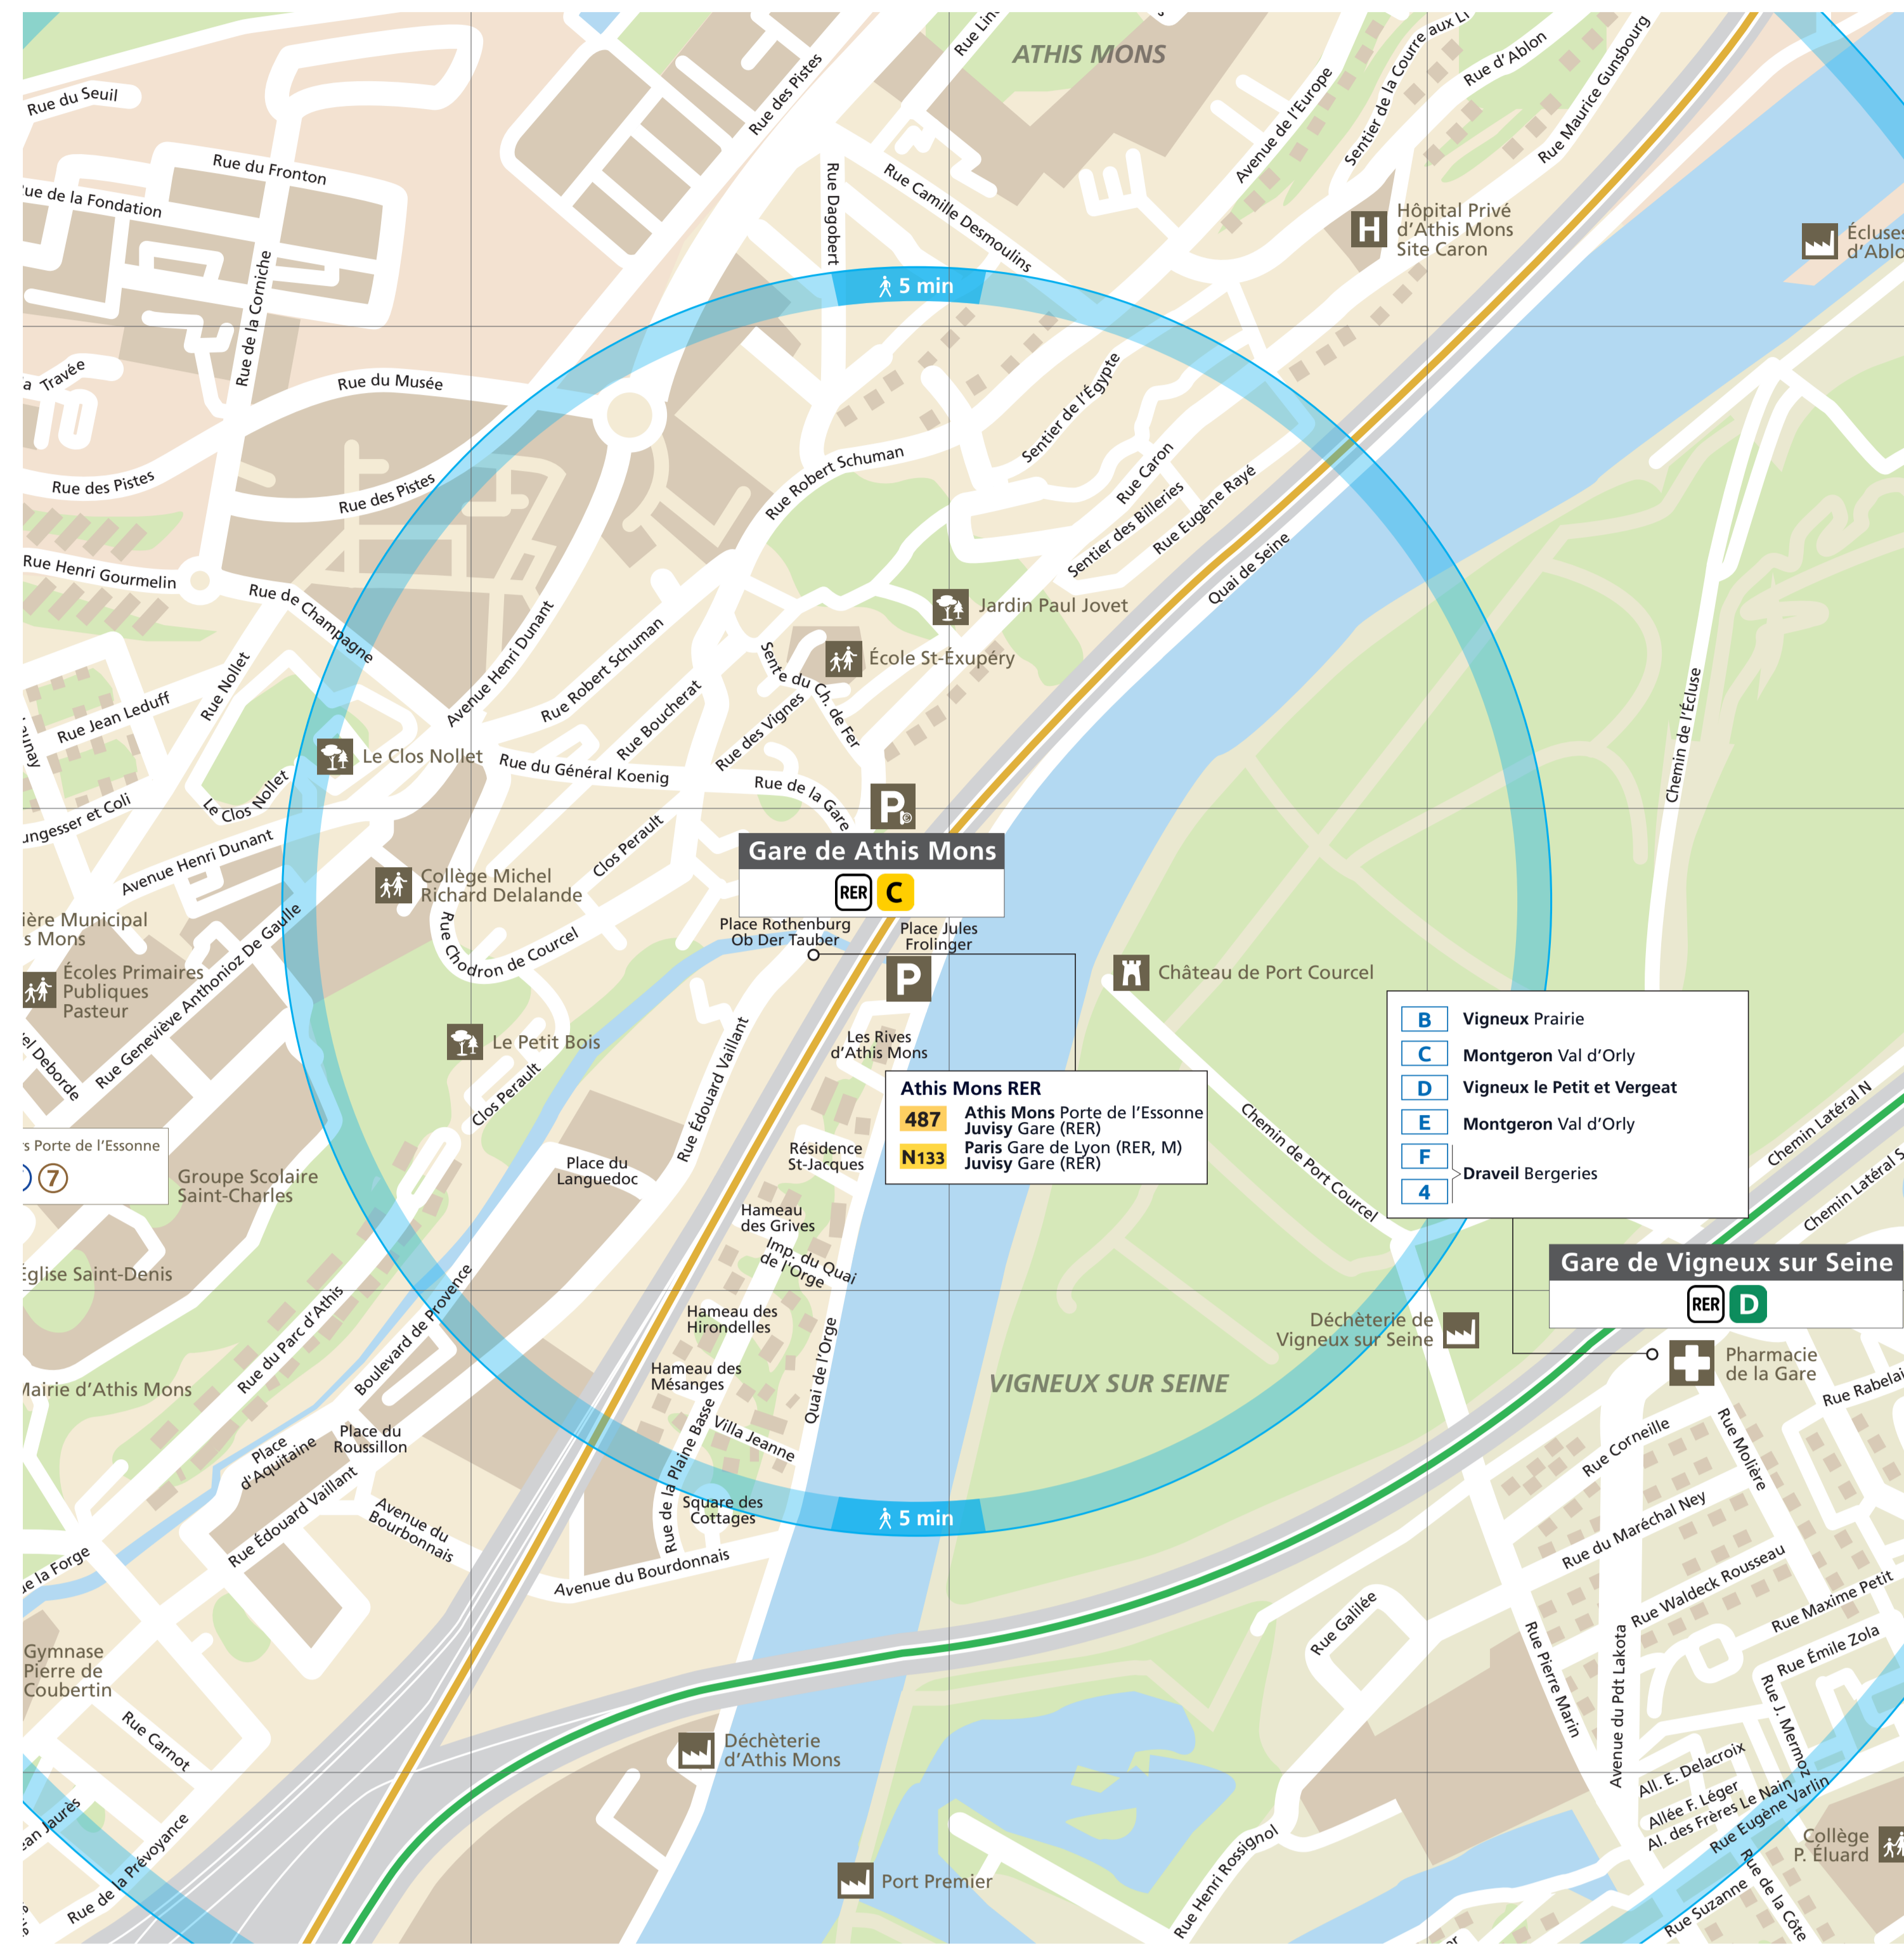 ATHIS MONS
Rue du Seuil
Rue des Pistes
Rue d'Ablon
Rue Maurice Gunsbourg
Avenue de l'Europe
Rue du Fronton
Rue Dagobert
Rue Camille Desmoulins
Hôpital Privé
d'Athis Mons
Site Caron
H
Rue de la Corniche
5 min
Rue du Musée
Sentier de l'Égypte
Rue des Pistes
Rue des Pistes
Rue Robert Schuman
Rue Caron
Sentier des Billeries
Rue Eugène Rayé
Quai de Seine
Rue Henri Gourmelin
Rue de Champagne
Jardin Paul Jovet
École St-Éxupéry
Avenue Henri Dunant
Rue Robert Schuman
Sente du Ch. de Fer
Rue Boucherat
Rue des Vignes
Rue Nollet
Rue Jean Leduff
Le Clos Nollet
Rue du Général Koenig
Rue de la Gare
Le Clos Nollet
Chemin de l'Écluse
Avenue Henri Dunant
Clos Perault
P
Gare de Athis Mons
RER C
Collège Michel
Richard Delalande
Place Rothenburg
Ob Der Tauber
Place Jules
Frolinger
P
Rue Chodron de Courcel
Château de Port Courcel
Écoles Primaires
Publiques
Pasteur
Rue Geneviève Anthonioz De Gaulle
Le Petit Bois
Clos Perault
Rue Édouard Vaillant
Les Rives
d'Athis Mons
Athis Mons RER
487 Athis Mons Porte de l'Essonne
Juvisy Gare (RER)
N133 Paris Gare de Lyon (RER, M)
Juvisy Gare (RER)
B Vigneux Prairie
C Montgeron Val d'Orly
D Vigneux le Petit et Vergeat
E Montgeron Val d'Orly
F
4
Draveil Bergeries
Chemin de Port Courcel
Chemin Latéral N
Chemin Latéral S
Porte de l'Essonne
7
Groupe Scolaire
Saint-Charles
Place du
Languedoc
Résidence
St-Jacques
Hameau
des Grives
Imp. du Quai
de l'Orge
Gare de Vigneux sur Seine
RER D
Église Saint-Denis
Rue du Parc d'Athis
Boulevard de Provence
Hameau des
Hirondelles
Hameau des
Mésanges
Quai de l'Orge
Déchèterie de
Vigneux sur Seine
VIGNEUX SUR SEINE
Pharmacie
de la Gare
Mairie d'Athis Mons
Place
d'Aquitaine
Place du
Roussillon
Rue de la Plaine Basse
Villa Jeanne
Square des
Cottages
5 min
Rue Édouard Vaillant
Avenue du
Bourbonnais
Avenue du Bourdonnais
Rue Corneille
Rue Molière
Rue du Maréchal Ney
Rue Waldeck Rousseau
Rue Maxime Petit
Rue Émile Zola
Rue Galilée
Rue Pierre Marin
Avenue du Pdt Lakota
Rue J. Mermoz
Gymnase
Pierre de
Coubertin
Rue Carnot
Déchèterie
d'Athis Mons
All. E. Delacroix
Allée F. Léger
Al. des Frères Le Nain
Rue Eugène Varlin
Rue de la Prévoyance
Port Premier
Rue Henri Rossignol
Collège
P. Éluard
Rue Suzanne
Rue de la Côte